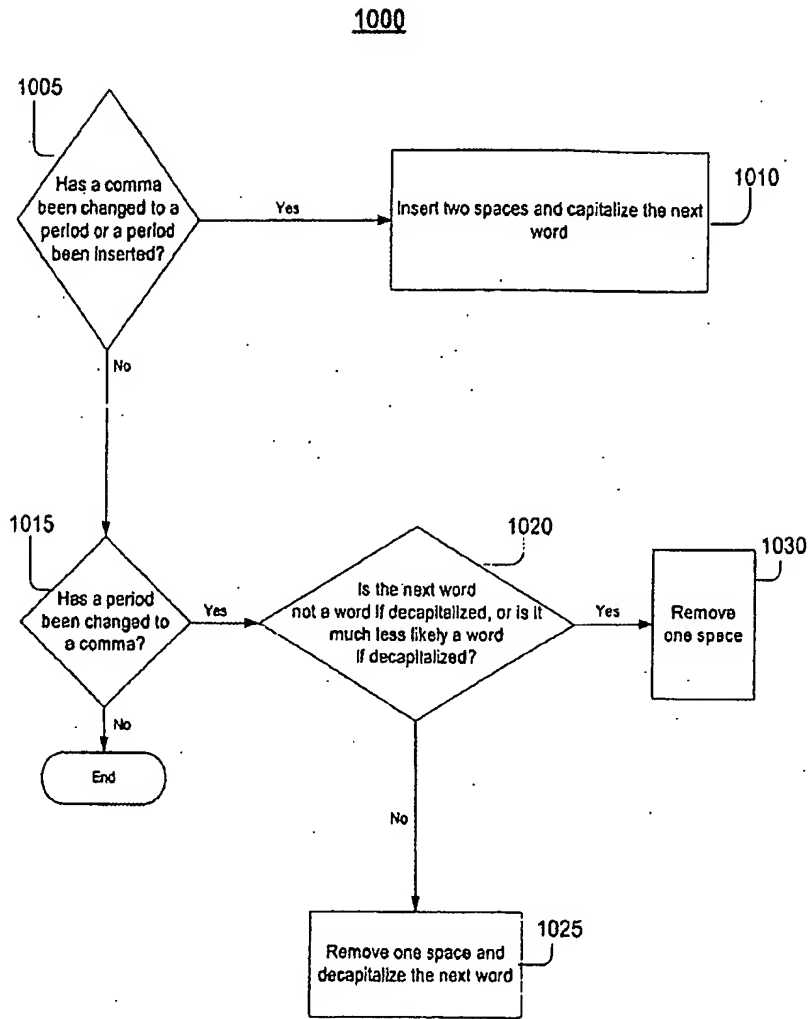 1000
1005
Has a comma
been changed to a
period or a period
been inserted?
Yes
Insert two spaces and capitalize the next
word
1010
No
1015
Has a period
been changed to
a comma?
Yes
1020
Is the next word
not a word if decapitalized, or is it
much less likely a word
if decapitalized?
Yes
1030
Remove
one space
No
End
No
Remove one space and
decapitalize the next word
1025